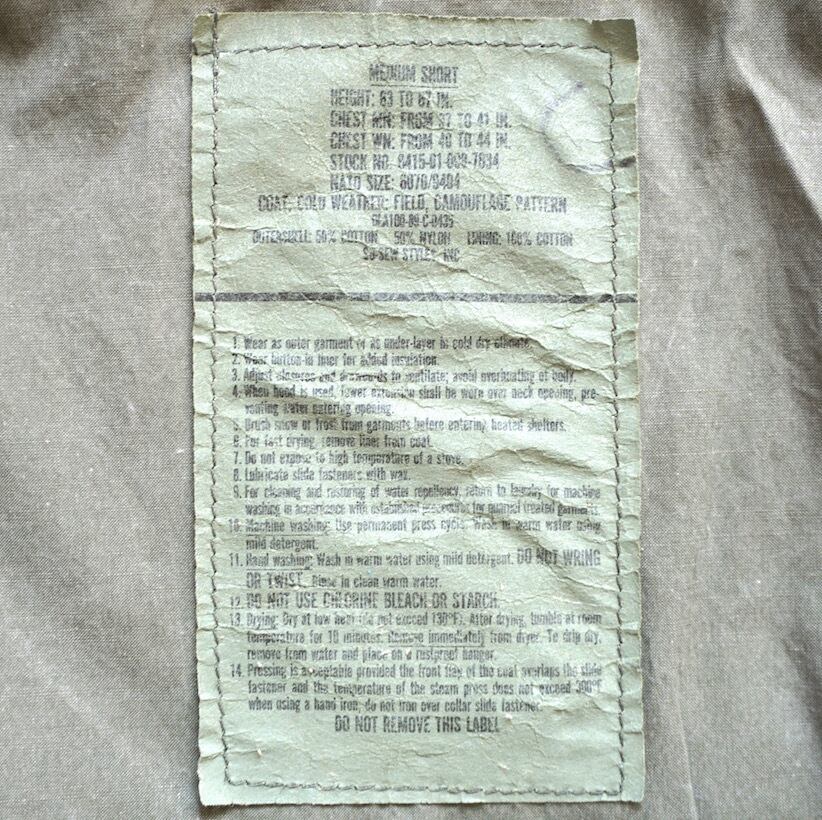 MEDIUM SHORT
HEIGHT: 63 TO 67 IN.
CHEST MN: FROM 37 TO 41 IN.
CHEST WN: FROM 40 TO 44 IN.
STOCK NO. 8415-01-099-7834
NATO SIZE: 6070/9404
COAT, COLD WEATHER: FIELD, CAMOUFLAGE PATTERN
DLA100-89-C-0435
OUTERSHELL: 50% COTTON 50% NYLON LINING: 100% COTTON
SO-SEW STYLES, INC
1. Wear as outer garment or as under-layer in cold dry climate.
2. Wear button-in liner for added insulation.
3. Adjust closures and drawcords to ventilate; avoid overheating of body.
4. When hood is used, lower extension shall be worn over neck opening, pre-
venting water entering opening.
5. Brush snow or frost from garments before entering heated shelters.
6. For fast drying, remove liner from coat.
7. Do not expose to high temperature of a stove.
8. Lubricate slide fasteners with wax.
9. For cleaning and restoring of water repellency, return to laundry for machine
washing in accordance with established procedures for quarpel treated garments.
10. Machine washing: Use permanent press cycle. Wash in warm water using
mild detergent.
11. Hand washing: Wash in warm water using mild detergent. DO NOT WRING
OR TWIST. Rinse in clean warm water.
12. DO NOT USE CHLORINE BLEACH OR STARCH.
13. Drying: Dry at low heat (do not exceed 130°F). After drying, tumble at room
temperature for 10 minutes. Remove immediately from dryer. To drip dry,
remove from water and place on a rustproof hanger.
14. Pressing is acceptable provided the front flap of the coat overlaps the slide
fastener and the temperature of the steam press does not exceed 300°F
when using a hand iron; do not iron over collar slide fastener.
DO NOT REMOVE THIS LABEL